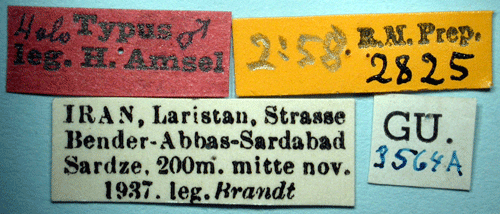 Holo Typus ♂
leg. H. Amsel
2:58. R.M. Prep.
2825
IRAN, Laristan, Strasse
Bender-Abbas-Sardabad
Sardze, 200m. mitte nov.
1937. leg. Brandt
GU.
3564A